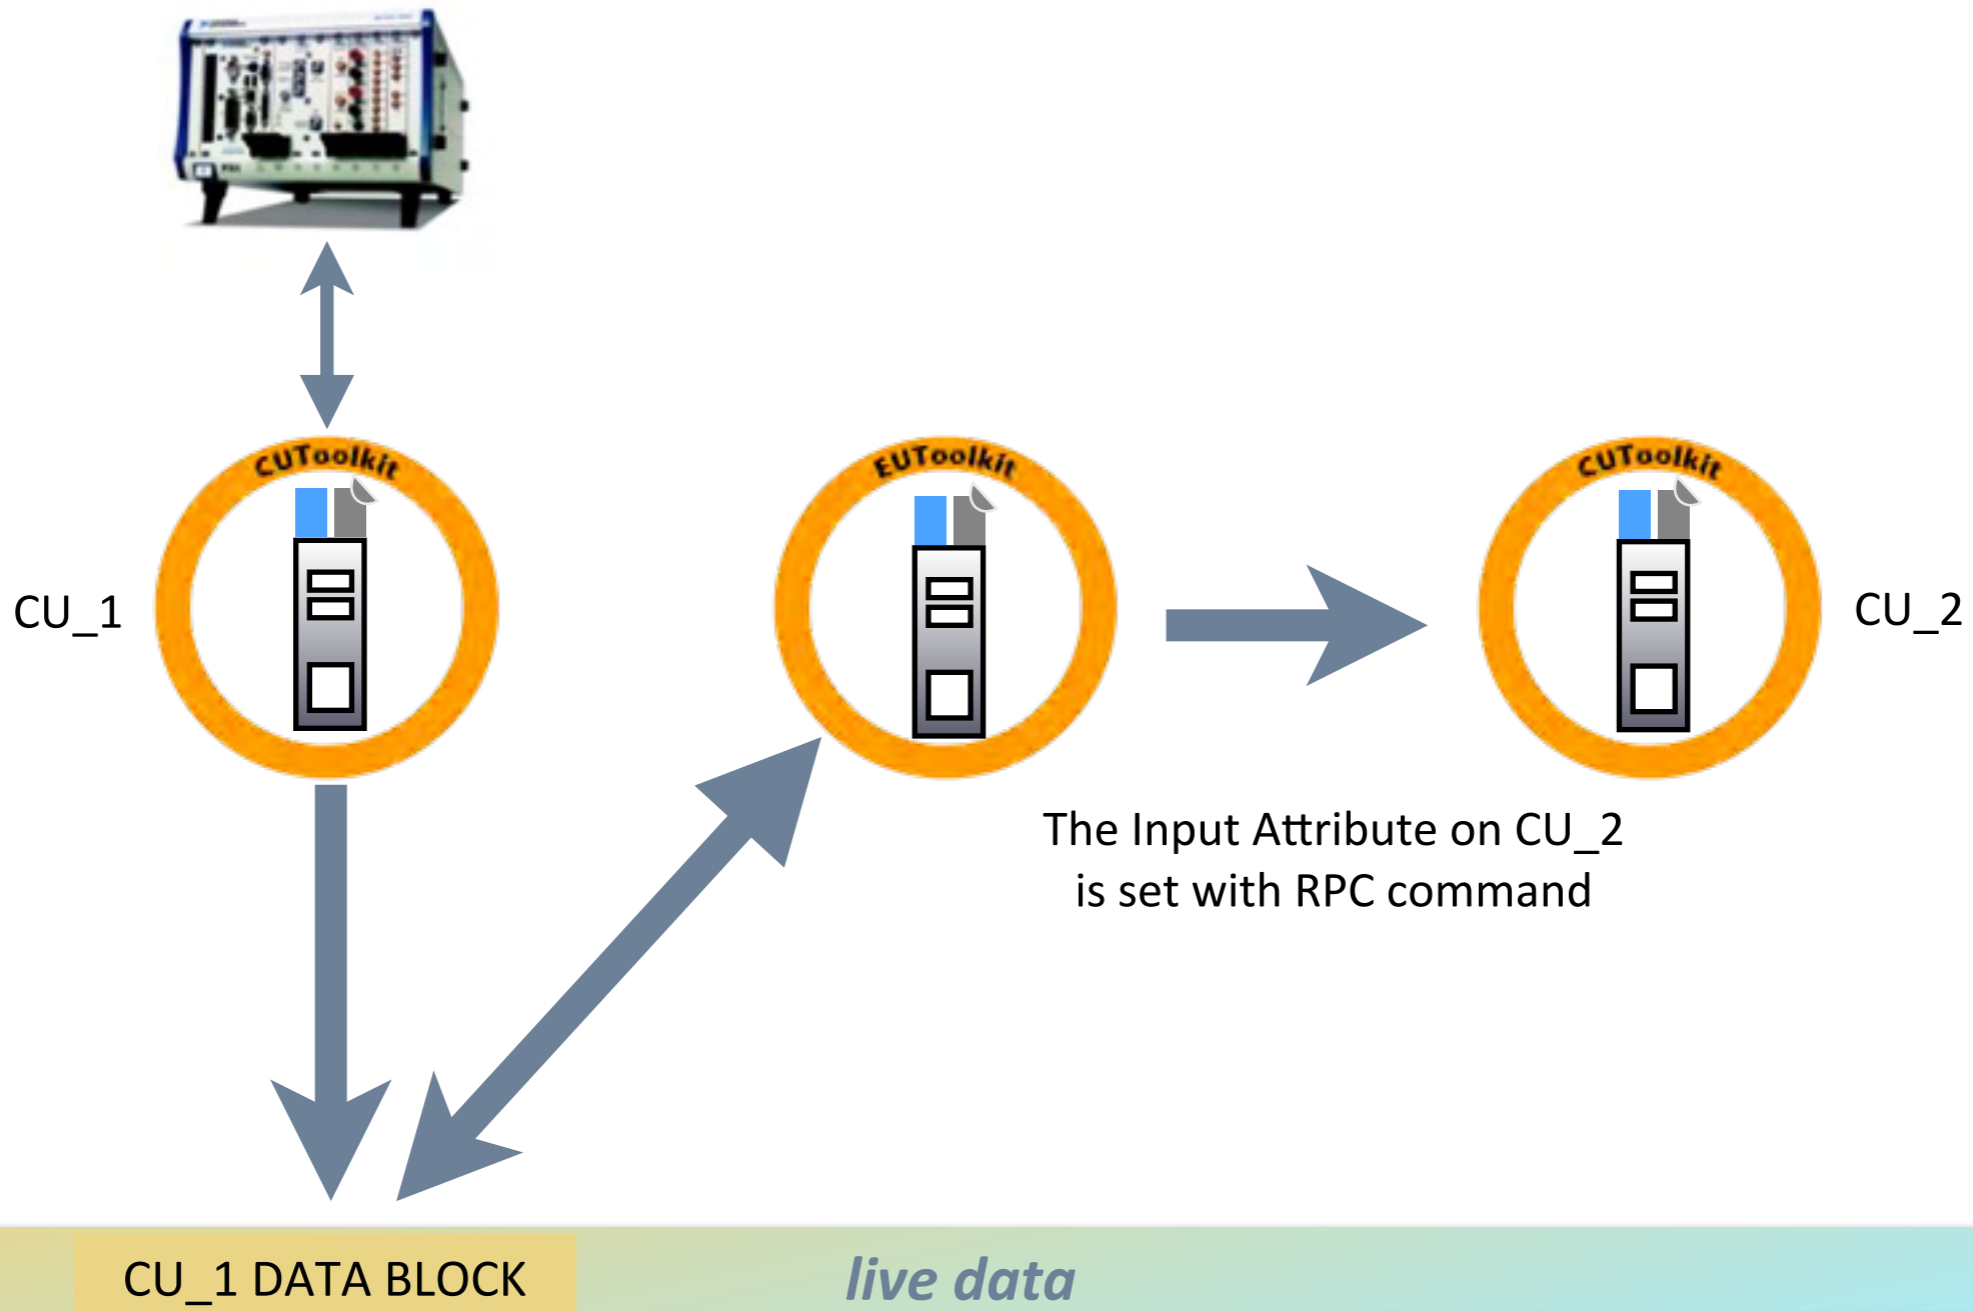 CUToolkit
EUToolkit
CUToolkit
CU_1
CU_2
The Input Attribute on CU_2
is set with RPC command
CU_1 DATA BLOCK
live data